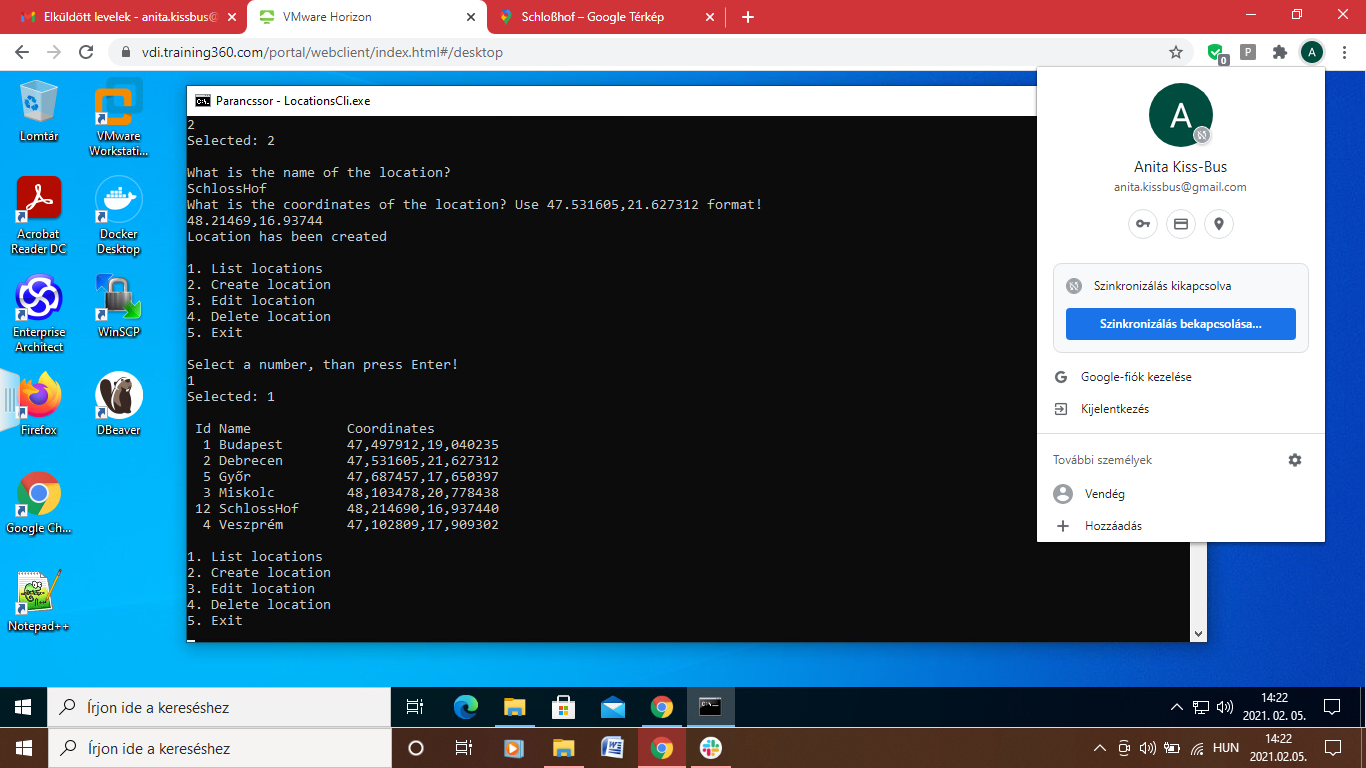 Elküldött levelek - anita.kissbus@
VMware Horizon
Schloßhof – Google Térkép
vdi.training360.com/portal/webclient/index.html#/desktop
0
P
A
Lomtár
VMware
Workstati...
Acrobat
Reader DC
Docker
Desktop
Enterprise
Architect
WinSCP
Firefox
DBeaver
Google Ch...
Notepad++
Parancssor - LocationsCli.exe
2
Selected: 2
What is the name of the location?
SchlossHof
What is the coordinates of the location? Use 47.531605,21.627312 format!
48.21469,16.93744
Location has been created
1. List locations
2. Create location
3. Edit location
4. Delete location
5. Exit
Select a number, than press Enter!
1
Selected: 1
Id Name Coordinates
1 Budapest 47,497912,19,040235
2 Debrecen 47,531605,21,627312
5 Győr 47,687457,17,650397
3 Miskolc 48,103478,20,778438
12 SchlossHof 48,214690,16,937440
4 Veszprém 47,102809,17,909302
1. List locations
2. Create location
3. Edit location
4. Delete location
5. Exit
A
Anita Kiss-Bus
anita.kissbus@gmail.com
Szinkronizálás kikapcsolva
Szinkronizálás bekapcsolása...
Google-fiók kezelése
Kijelentkezés
További személyek
Vendég
Hozzáadás
Írjon ide a kereséshez
14:22
2021. 02. 05.
Írjon ide a kereséshez
HUN
14:22
2021.02.05.